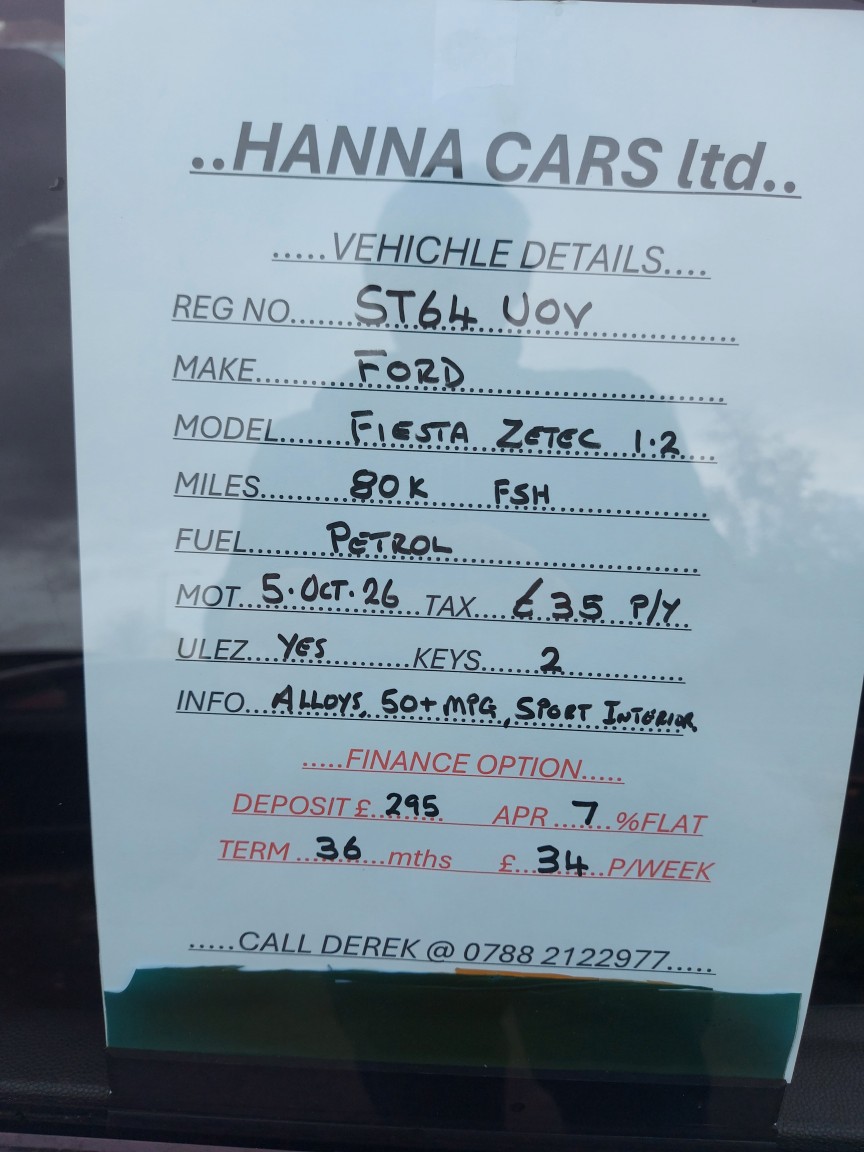 ..HANNA CARS ltd..
.....VEHICHLE DETAILS....
REG NO...... ST64 UOV
MAKE........ FORD
MODEL....... FIESTA ZETEC 1.2
MILES....... 80K FSH
FUEL....... PETROL
MOT... 5.OCT.26 ...TAX.... £35 P/Y
ULEZ.... YES ..........KEYS...... 2
INFO... ALLOYS, 50+ MPG, SPORT INTERIOR
.....FINANCE OPTION.....
DEPOSIT £.. 295 APR ... 7 ...%FLAT
TERM ... 36 ...mths £... 34 ...P/WEEK
.....CALL DEREK @ 0788 2122977.....